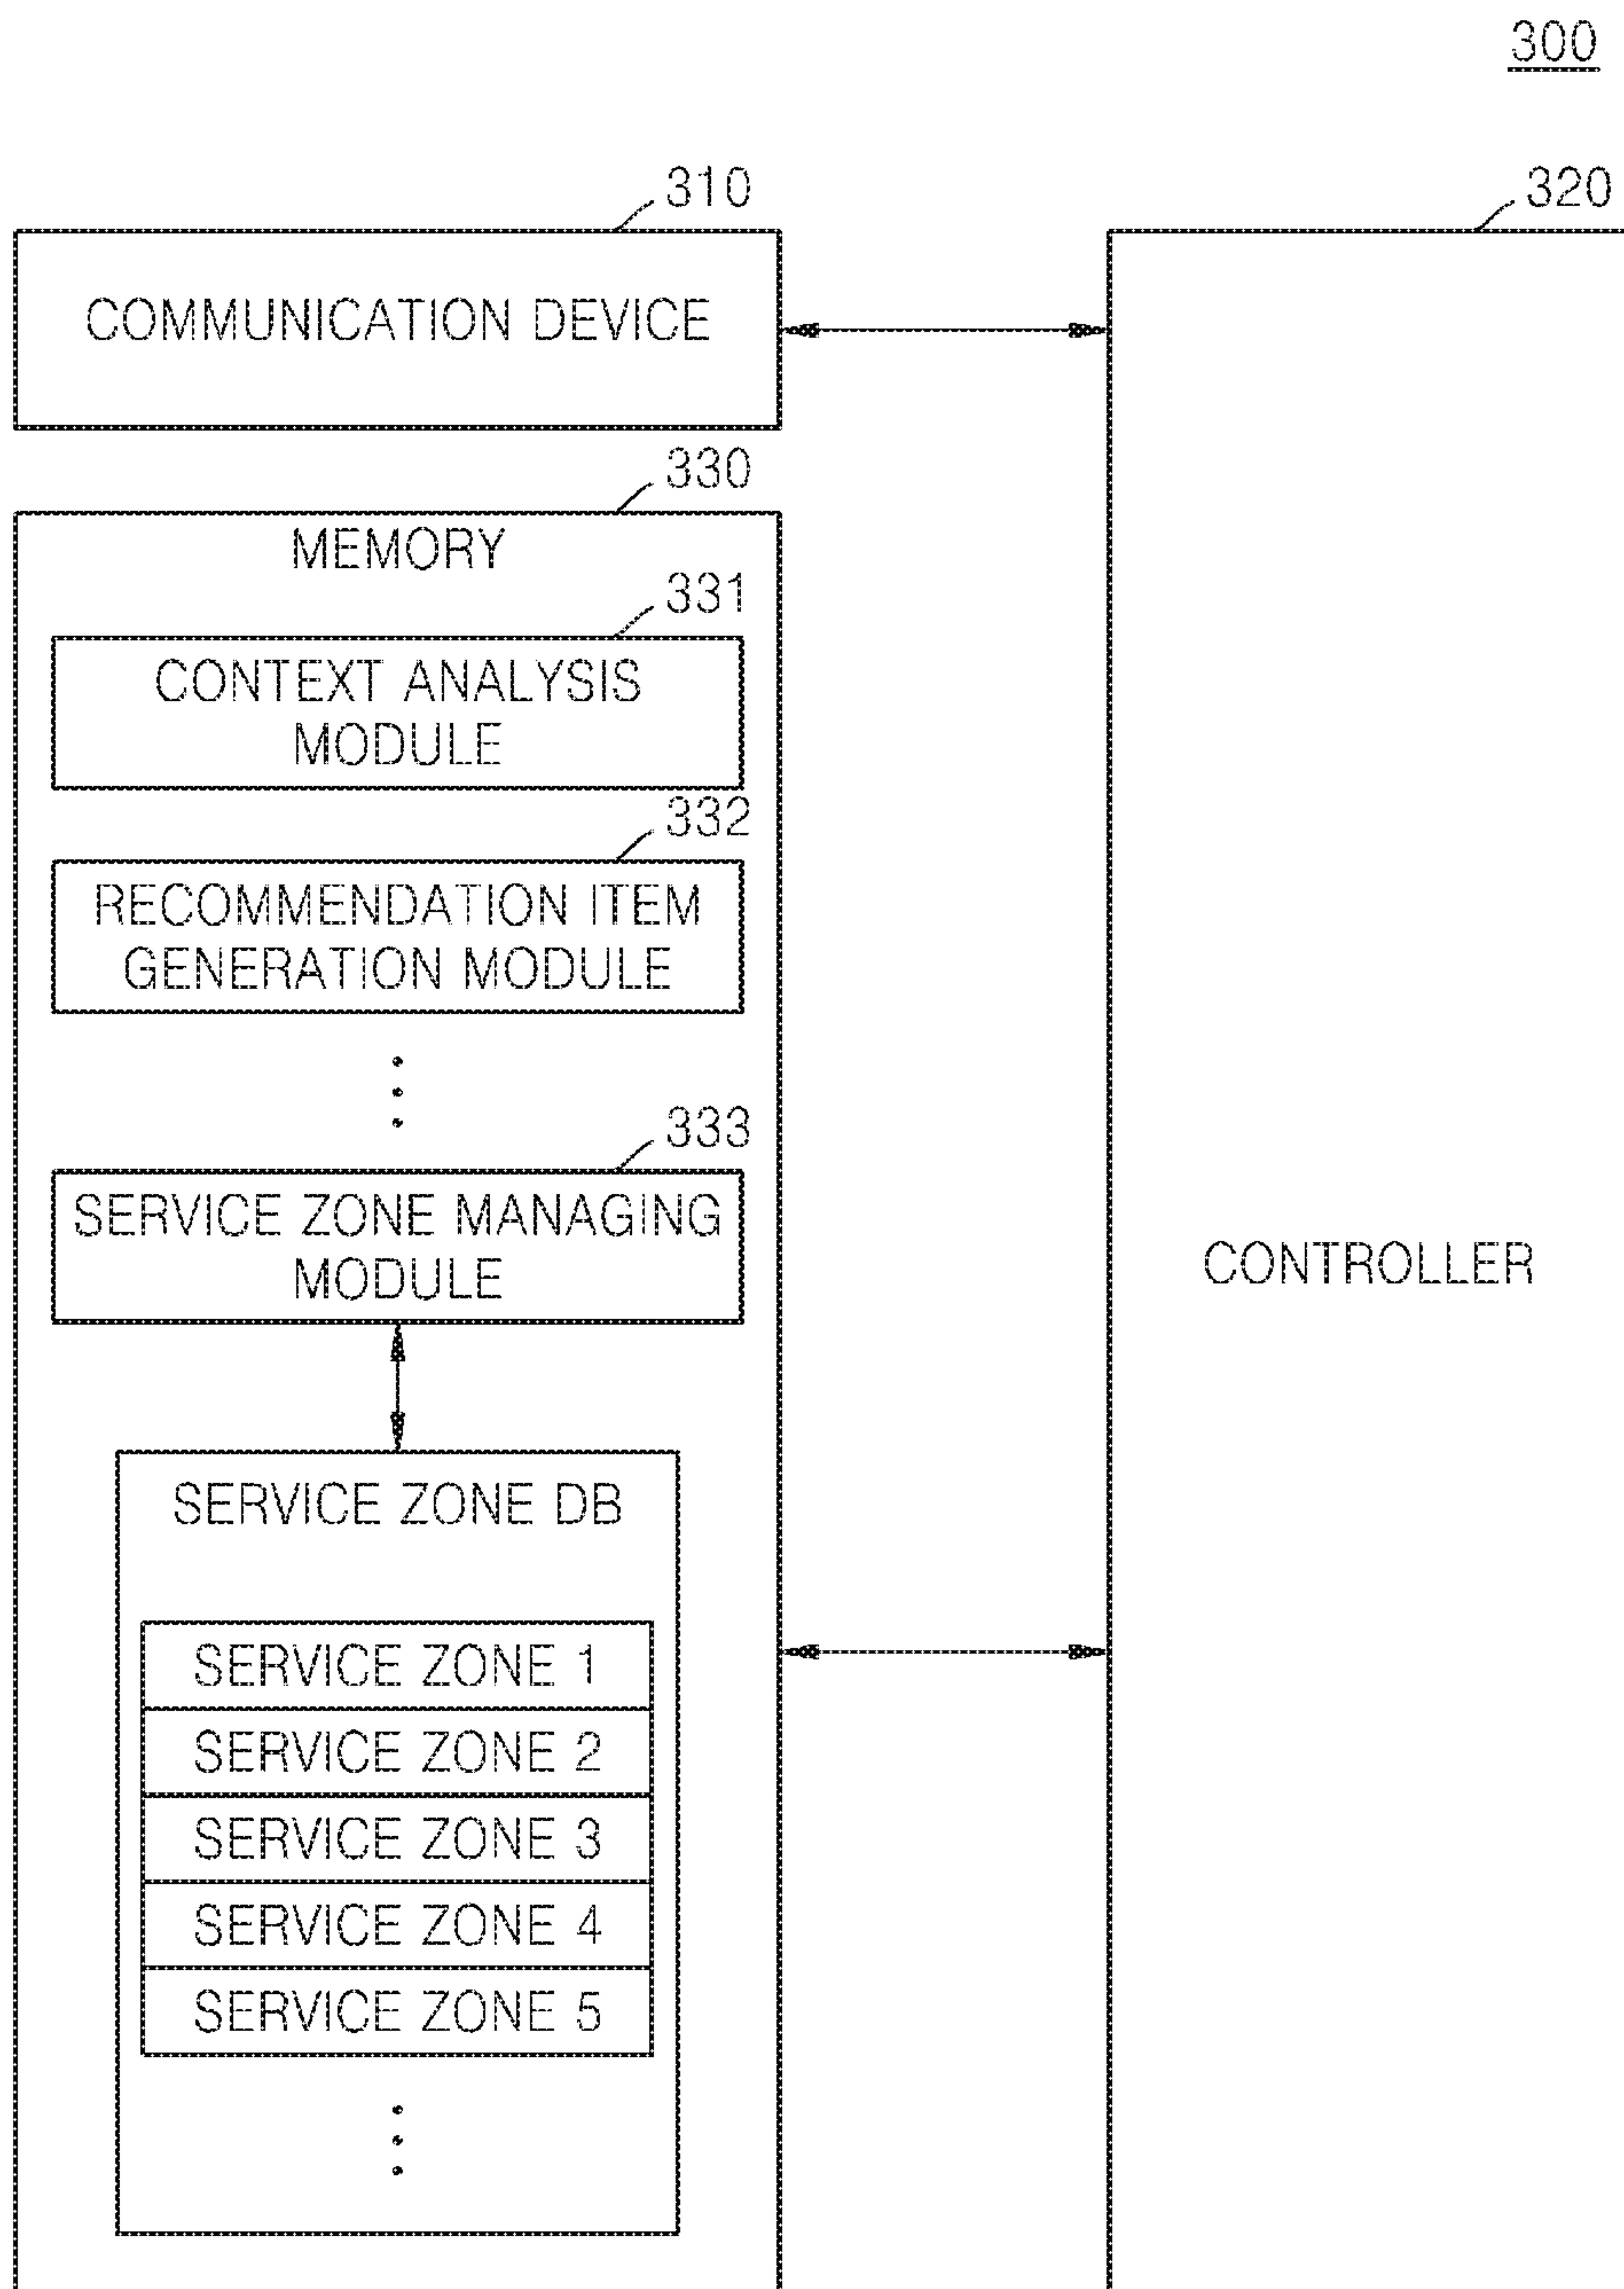 300
310
320
COMMUNICATION DEVICE
330
MEMORY
331
CONTEXT ANALYSIS
MODULE
332
RECOMMENDATION ITEM
GENERATION MODULE
333
SERVICE ZONE MANAGING
MODULE
CONTROLLER
SERVICE ZONE DB
SERVICE ZONE 1
SERVICE ZONE 2
SERVICE ZONE 3
SERVICE ZONE 4
SERVICE ZONE 5